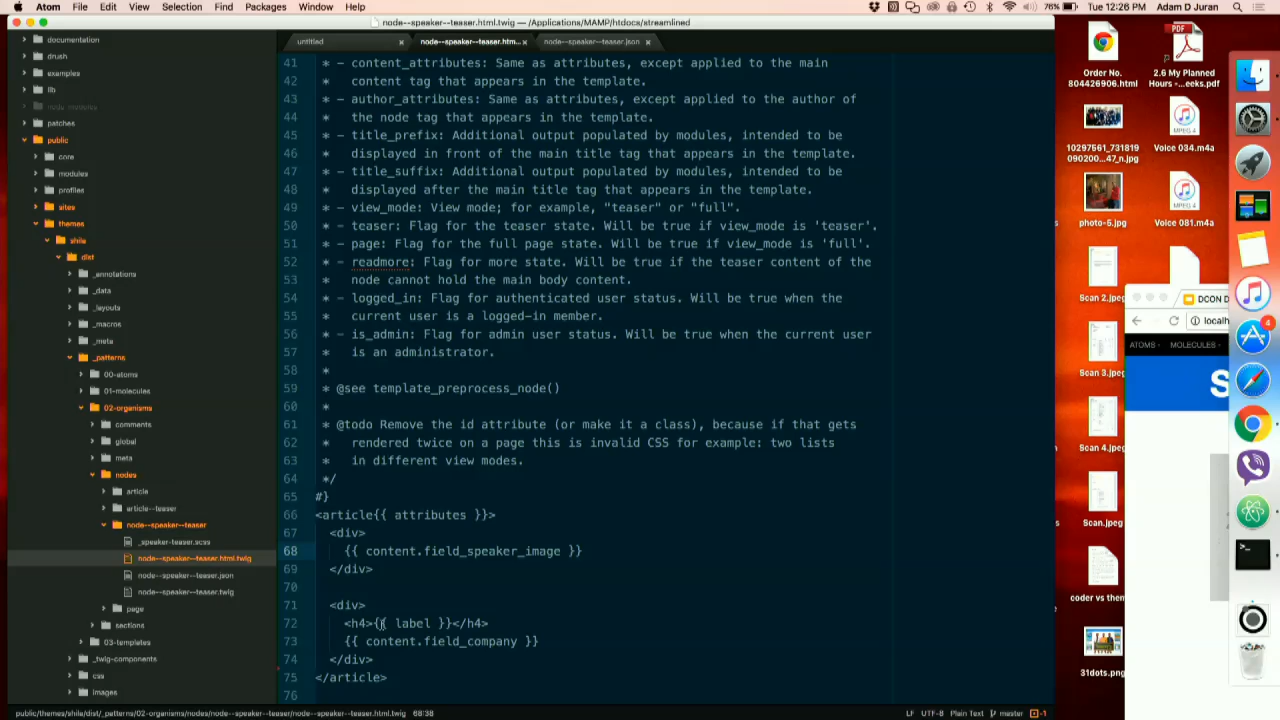 Atom File Edit View Selection Find Packages Window Help
76% Tue 12:26 PM Adam D Juran
node--speaker-teaser.html.twig — /Applications/MAMP/htdocs/streamlined
untitled
node--speaker-teaser.htm...
node--speaker-teaser.json
documentation
drush
examples
lib
node_modules
patches
public
core
modules
profiles
sites
themes
shila
dist
_annotations
_data
_layouts
_macros
_meta
_patterns
00-atoms
01-molecules
02-organisms
comments
global
meta
nodes
article
article--teaser
node--speaker--teaser
_speaker-teaser.scss
node--speaker--teaser.html.twig
node--speaker--teaser.json
node--speaker--teaser.twig
page
sections
03-templates
_twig-components
css
images
41 * - content_attributes: Same as attributes, except applied to the main
42 * content tag that appears in the template.
43 * - author_attributes: Same as attributes, except applied to the author of
44 * the node tag that appears in the template.
45 * - title_prefix: Additional output populated by modules, intended to be
46 * displayed in front of the main title tag that appears in the template.
47 * - title_suffix: Additional output populated by modules, intended to be
48 * displayed after the main title tag that appears in the template.
49 * - view_mode: View mode; for example, "teaser" or "full".
50 * - teaser: Flag for the teaser state. Will be true if view_mode is 'teaser'.
51 * - page: Flag for the full page state. Will be true if view_mode is 'full'.
52 * - readmore: Flag for more state. Will be true if the teaser content of the
53 * node cannot hold the main body content.
54 * - logged_in: Flag for authenticated user status. Will be true when the
55 * current user is a logged-in member.
56 * - is_admin: Flag for admin user status. Will be true when the current user
57 * is an administrator.
58 *
59 * @see template_preprocess_node()
60 *
61 * @todo Remove the id attribute (or make it a class), because if that gets
62 * rendered twice on a page this is invalid CSS for example: two lists
63 * in different view modes.
64 */
65 #}
66 <article{{ attributes }}>
67 <div>
68 {{ content.field_speaker_image }}
69 </div>
70
71 <div>
72 <h4>{{ label }}</h4>
73 {{ content.field_company }}
74 </div>
75 </article>
76
public/themes/shila/dist/_patterns/02-organisms/nodes/node--speaker--teaser/node--speaker--teaser.html.twig 68:38
LF UTF-8 Plain Text master -1
Order No.
804426906.html
PDF
2.6 My Planned
Hours -...eeks.pdf
10297561_731819
090200...47_n.jpg
MPEG 4
Voice 034.m4a
photo-5.jpg
MPEG 4
Voice 081.m4a
Scan 2.jpeg
Scan 3.jpeg
Scan 4.jpeg
Scan.jpeg
coder vs them
31dots.png
DCON D
localh
ATOMS MOLECULES
S
4